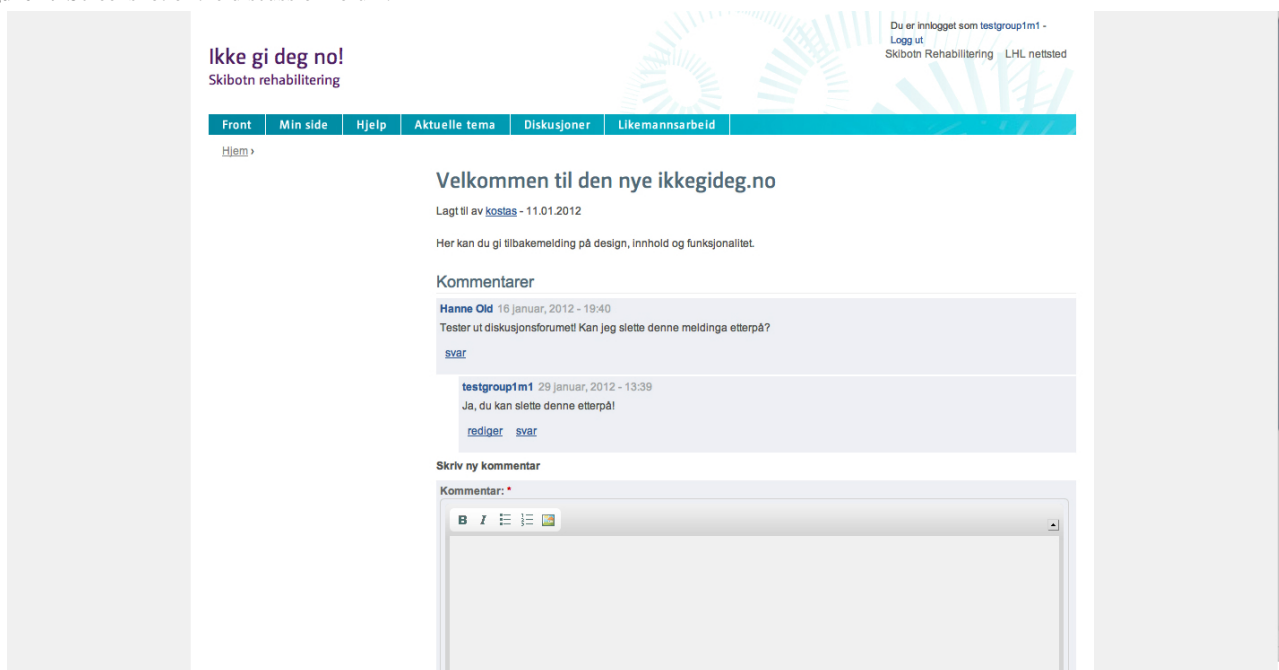 Du er innlogget som testgroup1m1 -
Logg ut
Skibotn Rehabilitering LHL nettsted
Ikke gi deg no!
Skibotn rehabilitering
Front Min side Hjelp Aktuelle tema Diskusjoner Likemannsarbeid
Hjem ›
Velkommen til den nye ikkegideg.no
Lagt til av kostas - 11.01.2012
Her kan du gi tilbakemelding på design, innhold og funksjonalitet.
Kommentarer
Hanne Old 16 januar, 2012 - 19:40
Tester ut diskusjonsforumet! Kan jeg slette denne meldinga etterpå?
svar
testgroup1m1 29 januar, 2012 - 13:39
Ja, du kan slette denne etterpå!
rediger svar
Skriv ny kommentar
Kommentar: *
B I